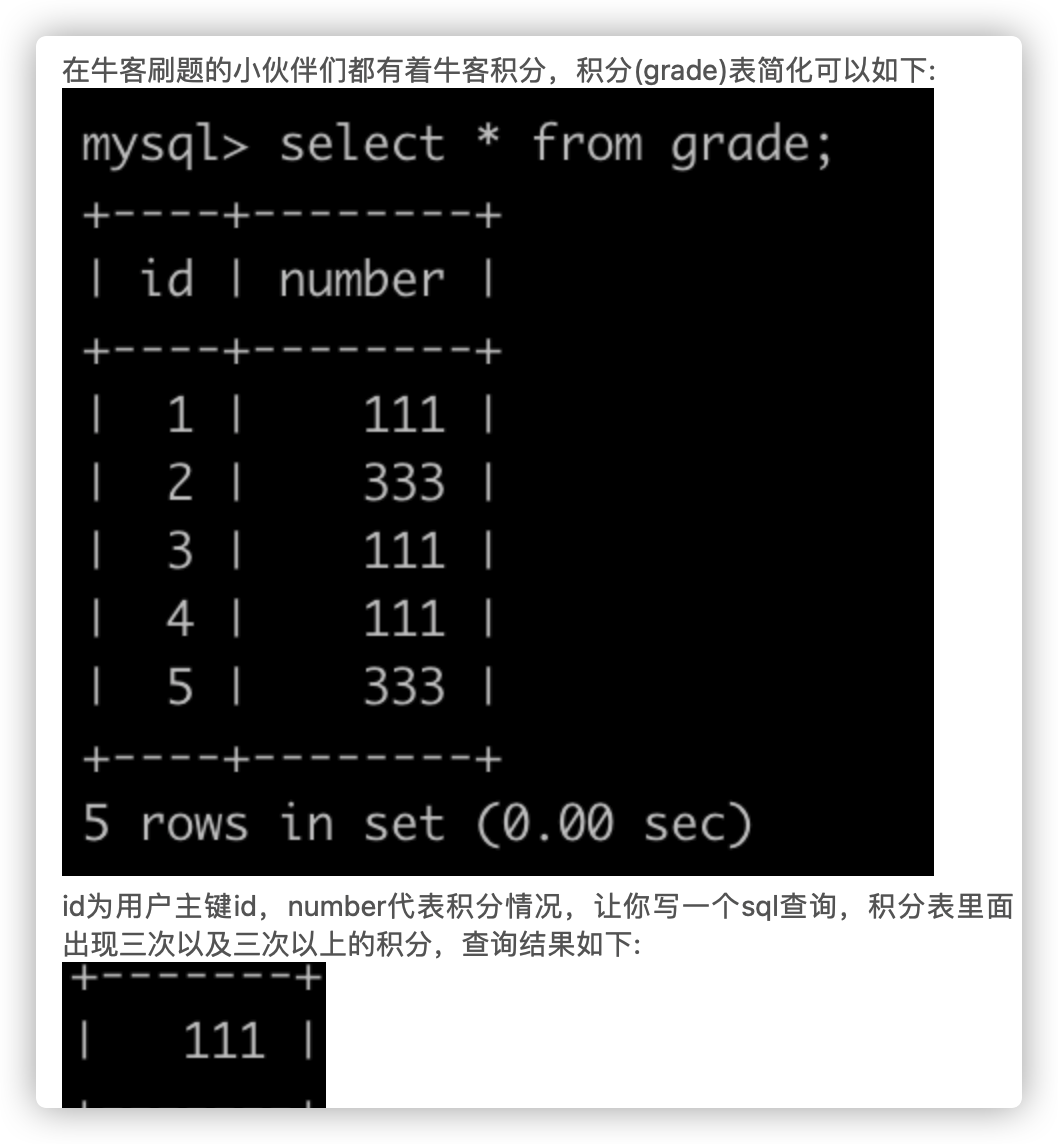 在牛客刷题的小伙伴们都有着牛客积分，积分(grade)表简化可以如下:
mysql> select * from grade;
+----+--------+
| id | number |
+----+--------+
|  1 |    111 |
|  2 |    333 |
|  3 |    111 |
|  4 |    111 |
|  5 |    333 |
+----+--------+
5 rows in set (0.00 sec)
id为用户主键id，number代表积分情况，让你写一个sql查询，积分表里面
出现三次以及三次以上的积分，查询结果如下:
+-------+
|   111 |